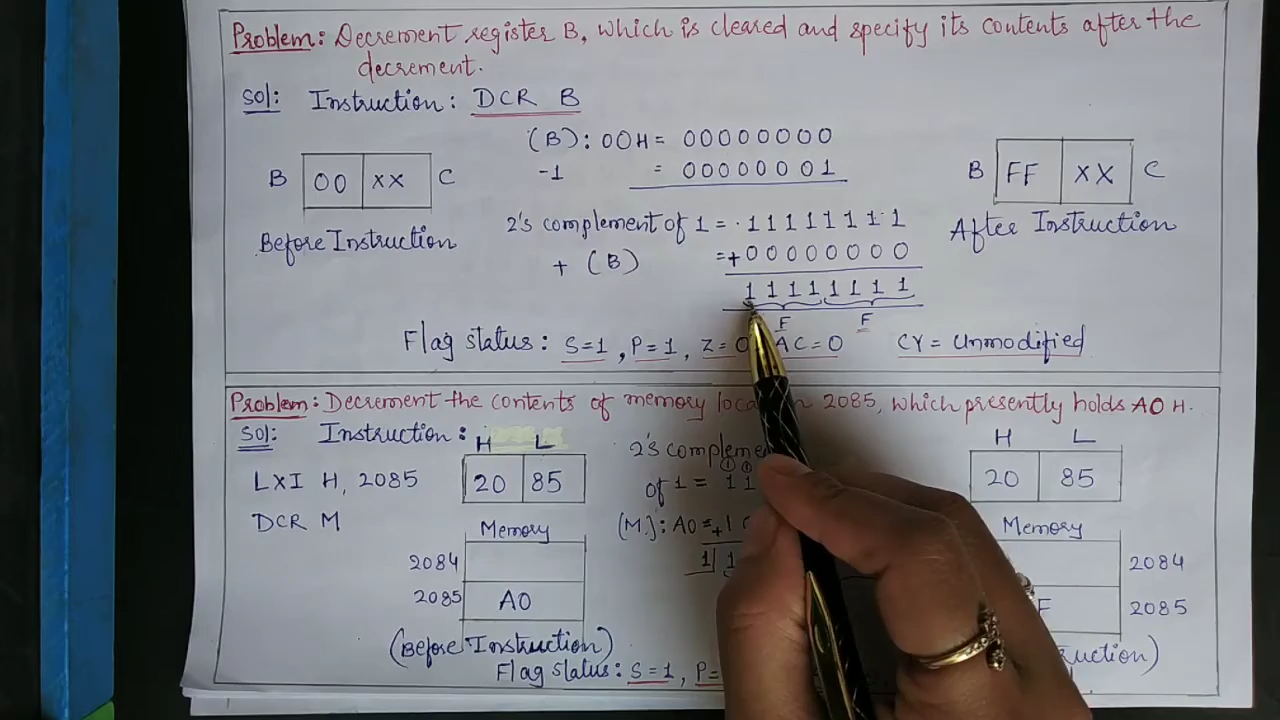 Problem: Decrement register B, which is cleared and specify its contents after the
decrement.
Sol: Instruction: DCR B
(B): 00H = 00000000
-1 = 00000001
B 00 XX C
B FF XX C
2's complement of 1 = 11111111
+ (B) =+00000000
11111111
F F
Before Instruction
After Instruction
Flag status: S=1, P=1, Z=0 AC=0 CY = Unmodified
Problem: Decrement the contents of memory 2085, which presently holds A0 H.
Sol: Instruction:
LXI H, 2085
DCR M
H L
20 85
Memory
2084
2085 A0
(Before Instruction)
2's
of 1 = 11
(M): A0 =+1
1
H L
20 85
Memory
2084
2085
Flag status: S=1, P=